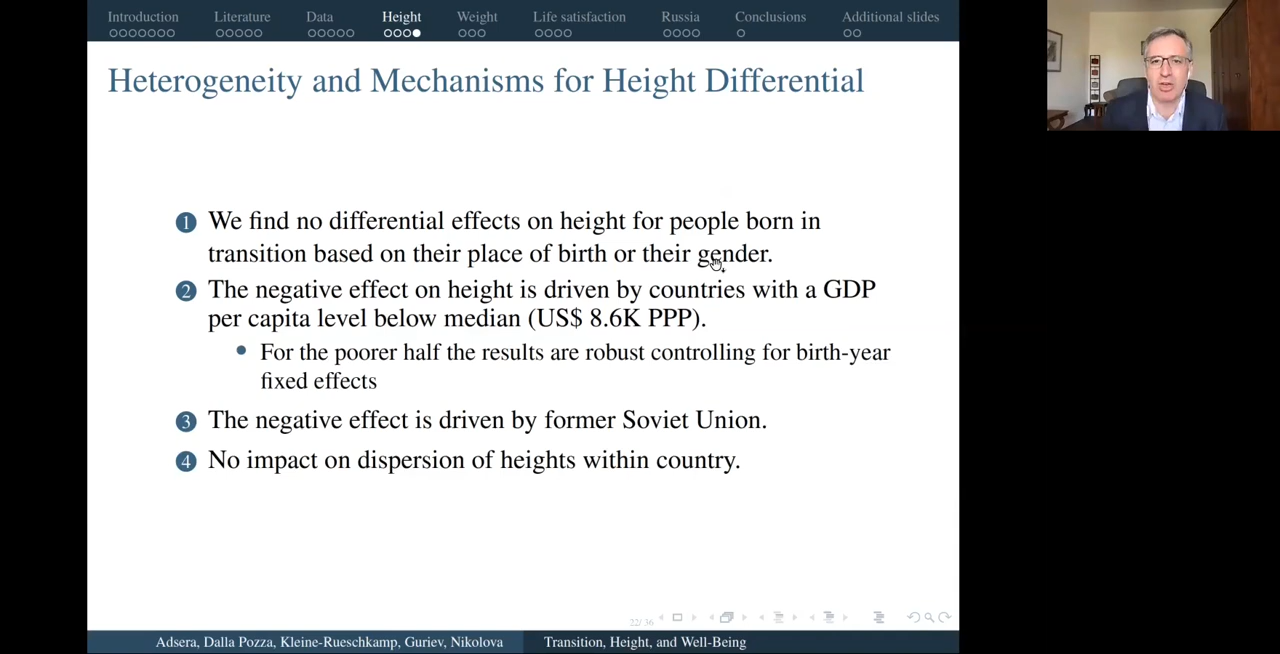 Introduction Literature Data Height Weight Life satisfaction Russia Conclusions Additional slides
Heterogeneity and Mechanisms for Height Differential
1 We find no differential effects on height for people born in
transition based on their place of birth or their gender.
2 The negative effect on height is driven by countries with a GDP
per capita level below median (US$ 8.6K PPP).
For the poorer half the results are robust controlling for birth-year
fixed effects
3 The negative effect is driven by former Soviet Union.
4 No impact on dispersion of heights within country.
22/36
Adsera, Dalla Pozza, Kleine-Rueschkamp, Guriev, Nikolova Transition, Height, and Well-Being